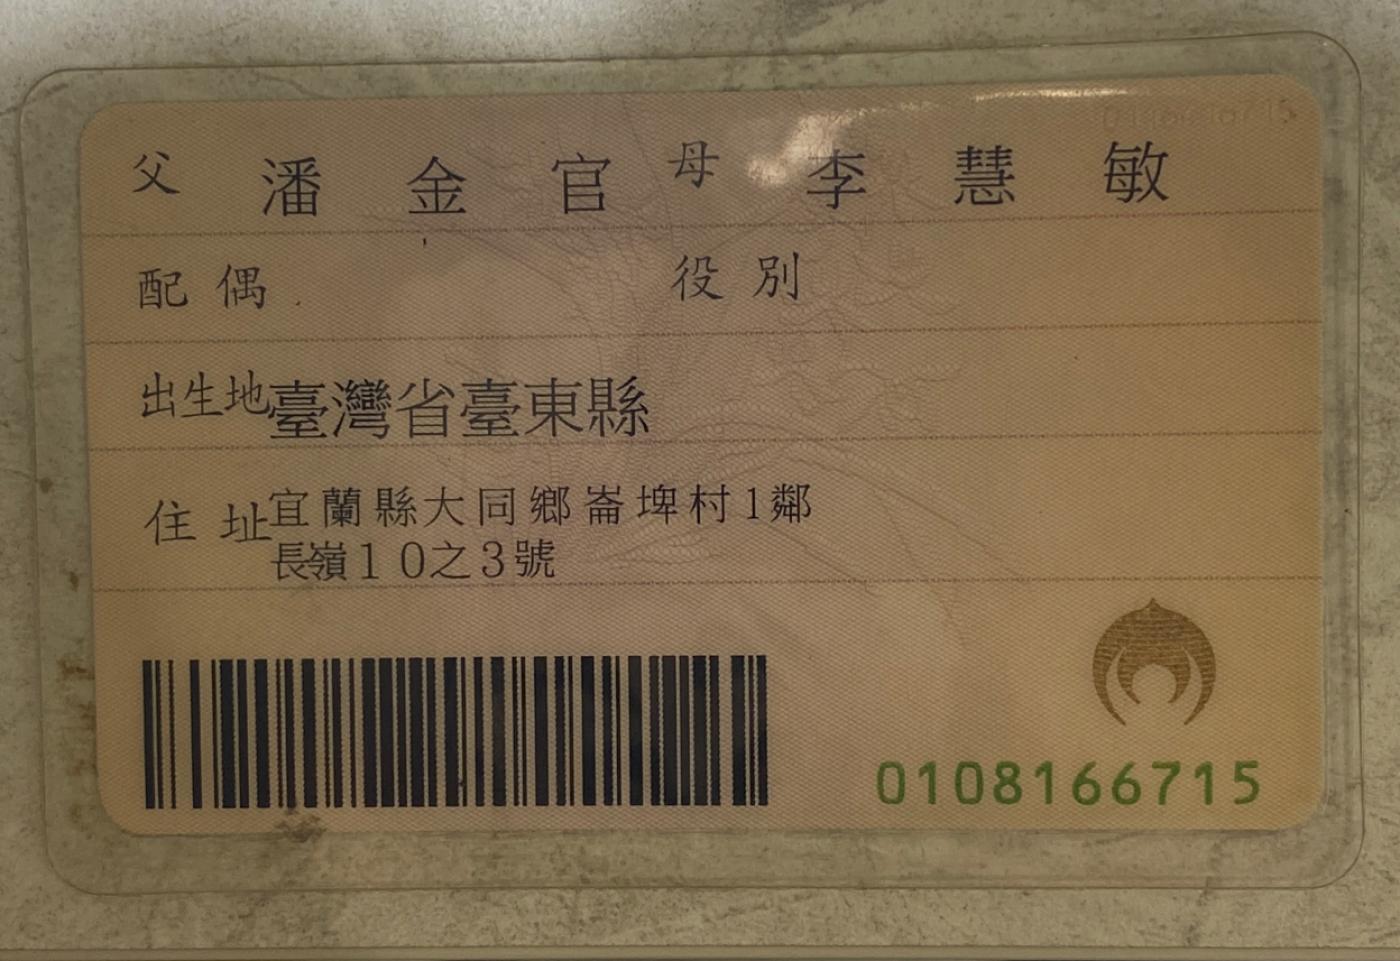 父 潘金官 母 李慧敏
配偶 役別
出生地 臺灣省臺東縣
住址 宜蘭縣大同鄉崙埤村1鄰
長嶺10之3號
0108166715